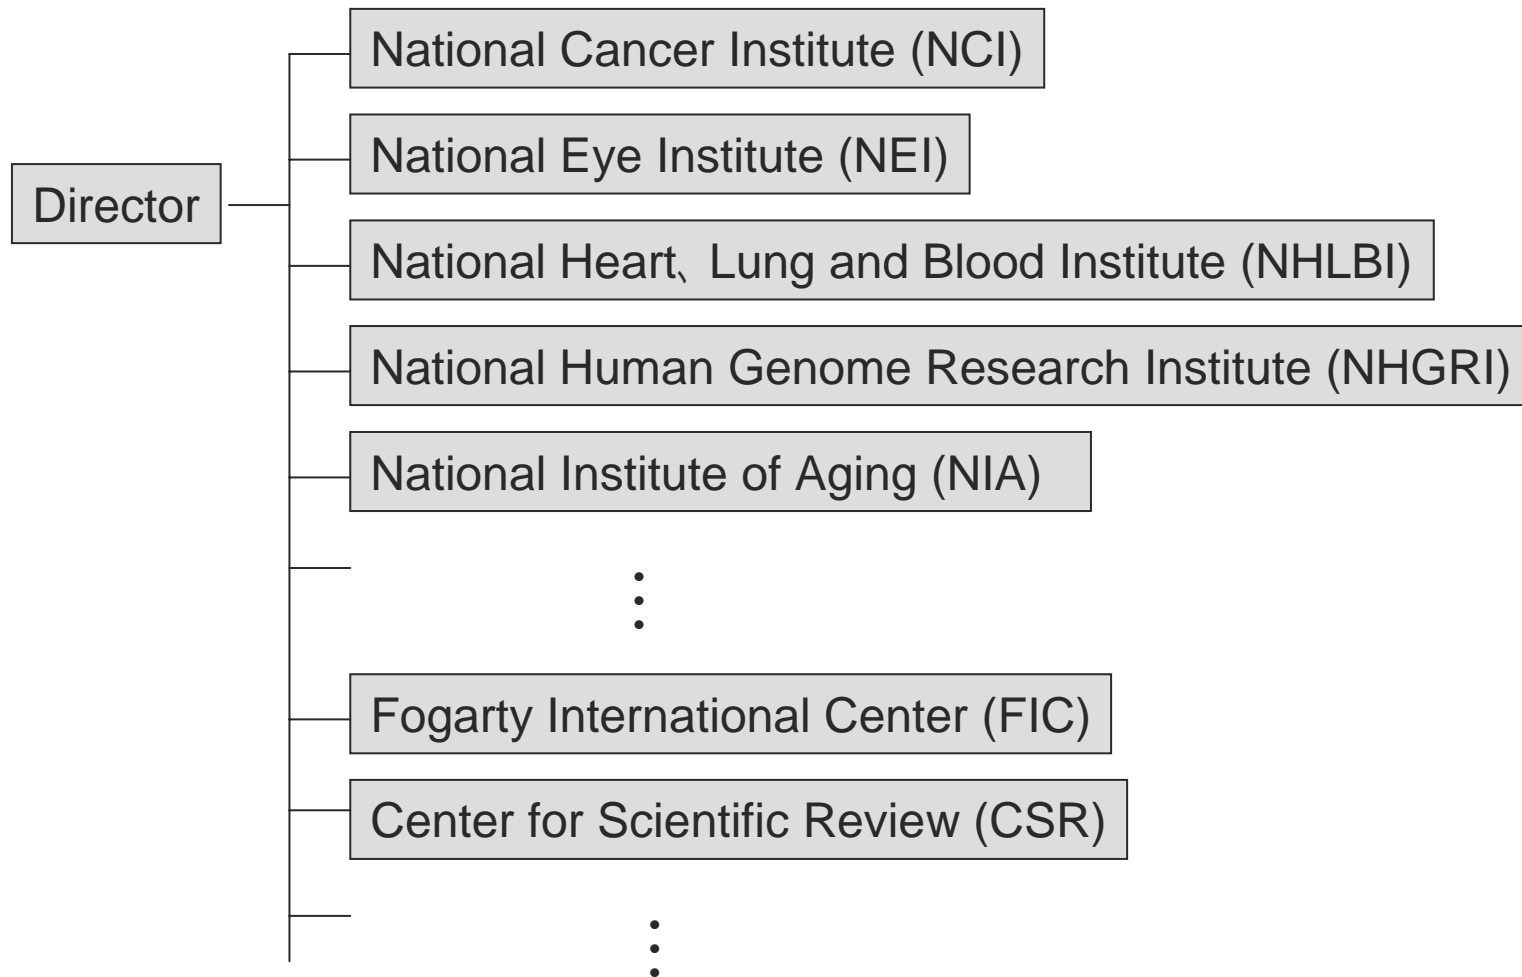 National Cancer Institute (NCI)
National Eye Institute (NEI)
Director
National Heart、Lung and Blood Institute (NHLBI)
National Human Genome Research Institute (NHGRI)
National Institute of Aging (NIA)
Fogarty International Center (FIC)
Center for Scientific Review (CSR)